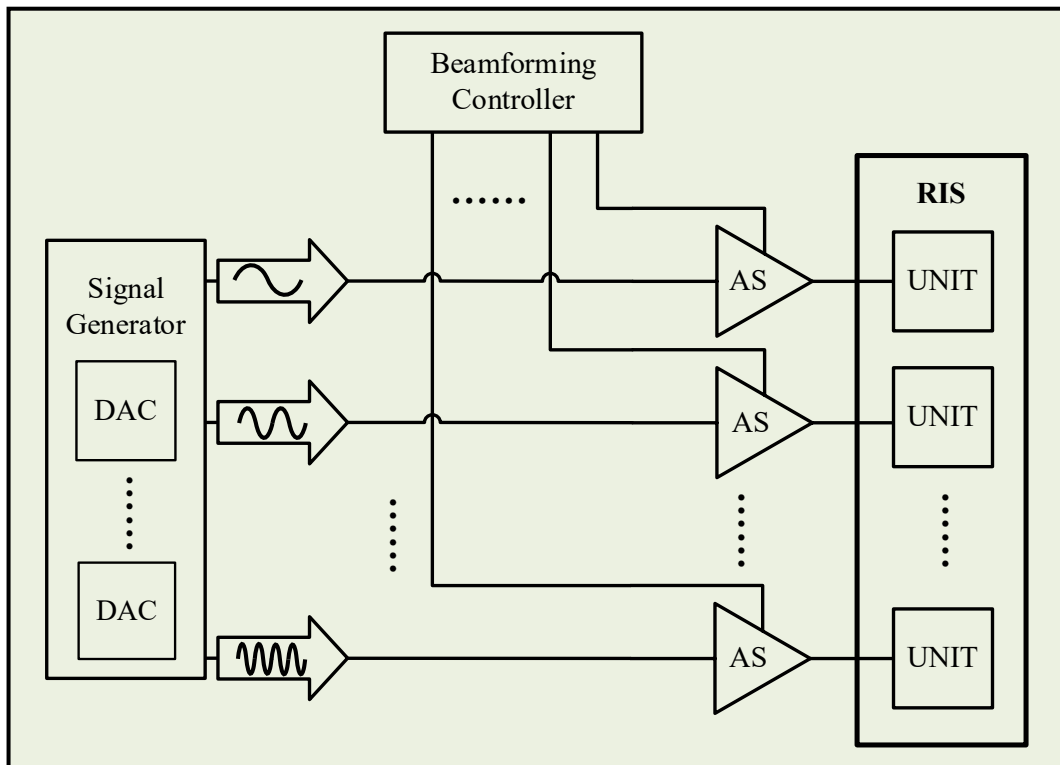 Beamforming
Controller
RIS
Signal
Generator
AS
UNIT
DAC
AS
UNIT
DAC
AS
UNIT